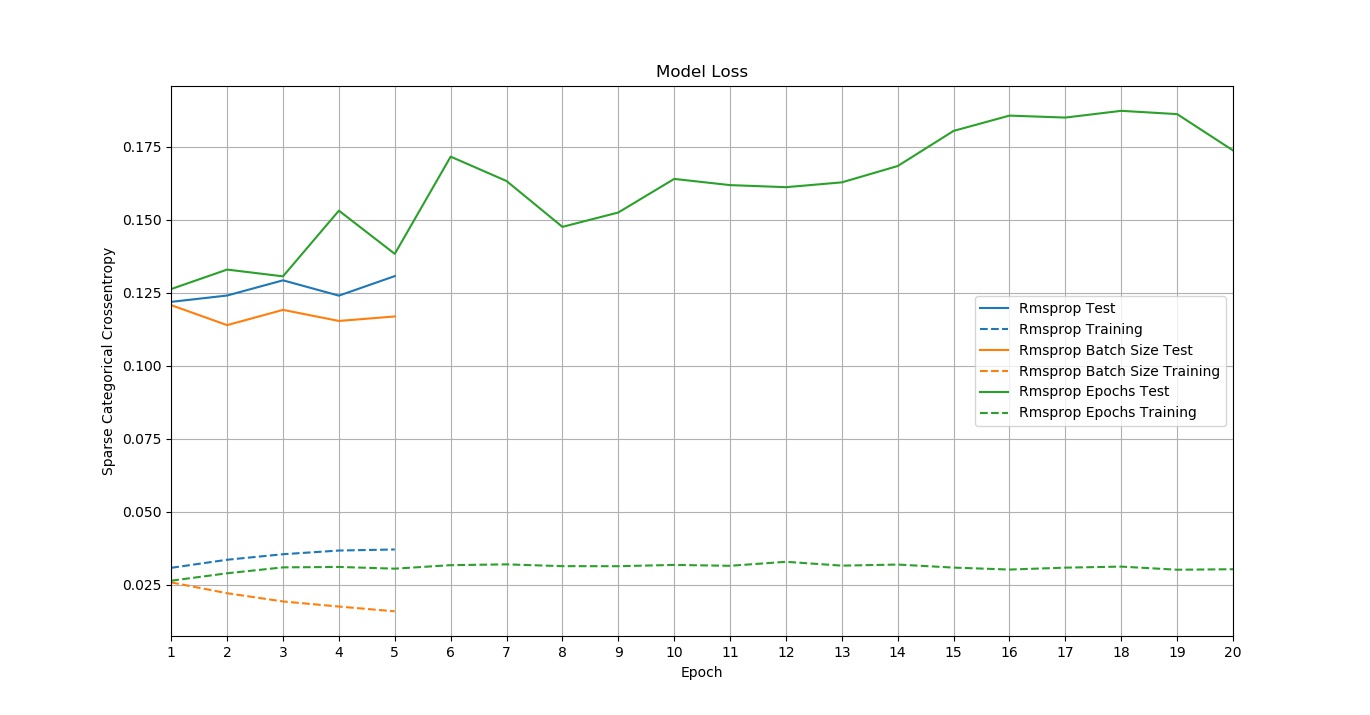 Model Loss
0.175
0.150
0.125
0.100
0.075
0.050
0.025
Sparse Categorical Crossentropy
Rmsprop Test
Rmsprop Training
Rmsprop Batch Size Test
Rmsprop Batch Size Training
Rmsprop Epochs Test
Rmsprop Epochs Training
1 2 3 4 5 6 7 8 9 10 11 12 13 14 15 16 17 18 19 20
Epoch